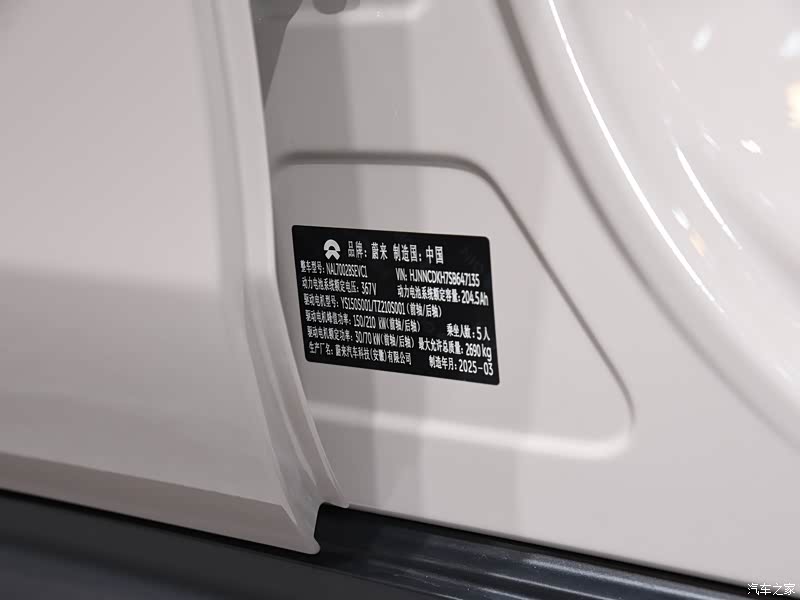 品牌：蔚来 制造国：中国
整车型号：NAL7002BSEVC1 VIN: HJNNCDKH7SB647135
动力电池系统额定电压：367V 动力电池系统额定容量：204.5Ah
驱动电机型号：YS150S001/TZ210S001（前轴/后轴）
驱动电机峰值功率：150/210 kW（前轴/后轴） 乘坐人数：5人
驱动电机额定功率：50/70 kW（前轴/后轴） 最大允许总质量：2690 kg
生产厂名：蔚来汽车科技（安徽）有限公司 制造年月：2025-03
汽车之家